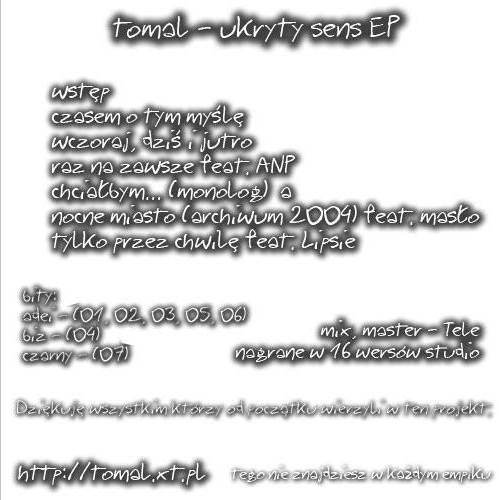 tomal - ukryty sens EP
wstęp
czasem o tym myślę
wczoraj, dziś i jutro
raz na zawsze feat. ANP
chciałbym... (monolog) a
nocne miasto (archiwum 2004) feat. masło
tylko przez chwilę feat. Lipsie
bity:
adei - (01, 02, 03, 05, 06)
biz - (04)
czarny - (07)
mix, master - Tele
nagrane w 16 wersów studio
Dziękuję wszystkim którzy od początku wierzyli w ten projekt.
http://tomal.xt.pl
tego nie znajdziesz w każdym empiku